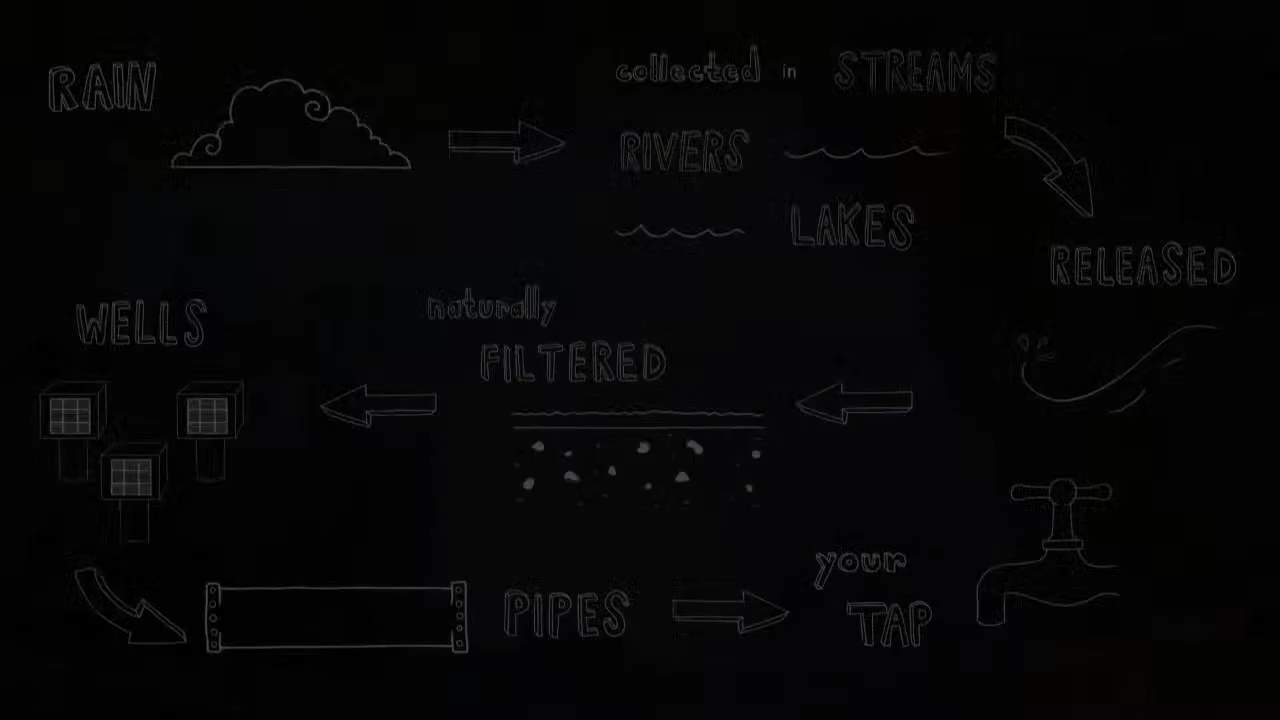 RAIN
collected in STREAMS
RIVERS
LAKES
RELEASED
naturally
FILTERED
WELLS
PIPES
your
TAP